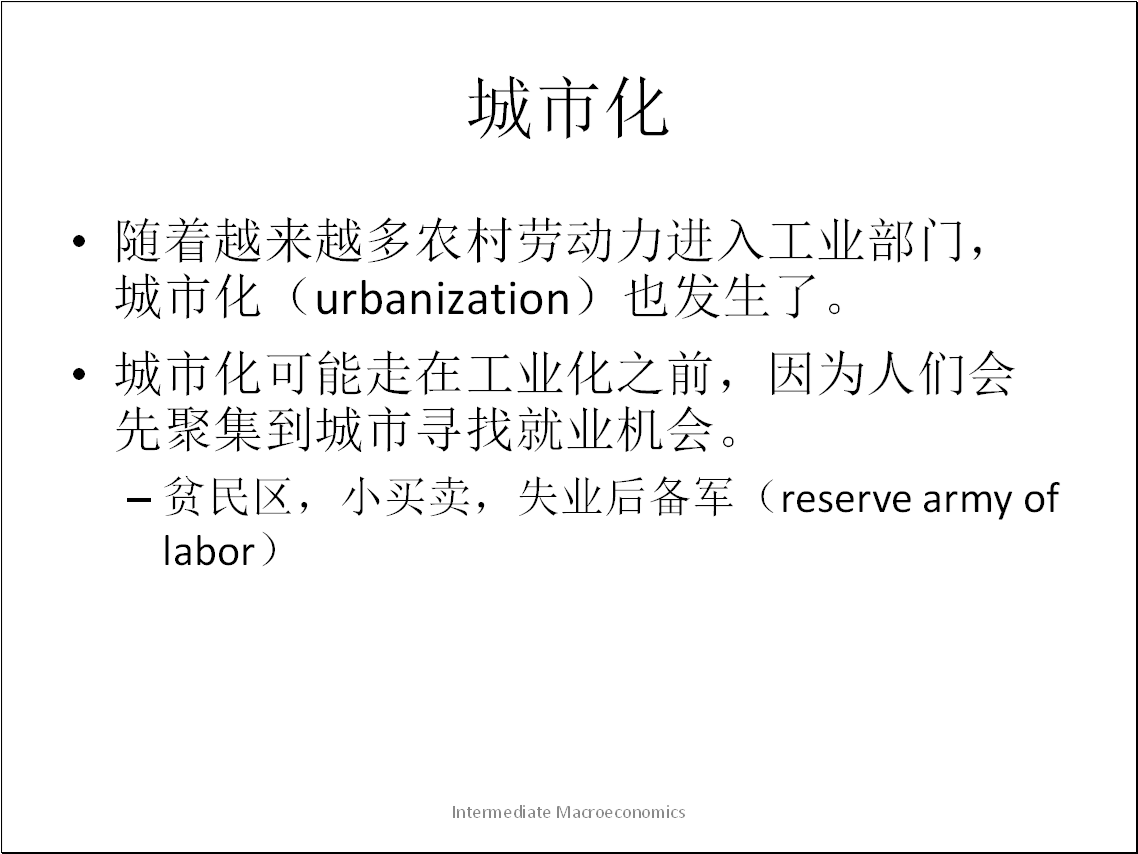 城市化
• 随着越来越多农村劳动力进入工业部门，
城市化（urbanization）也发生了。
• 城市化可能走在工业化之前，因为人们会
先聚集到城市寻找就业机会。
– 贫民区，小买卖，失业后备军（reserve army of
labor）
Intermediate Macroeconomics